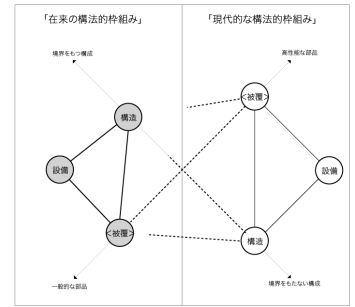 「在来の構法的枠組み」
「現代的な構法的枠組み」
境界をもつ構成
高性能な部品
<被覆>
構造
設備
設備
<被覆>
構造
一般的な部品
境界をもたない構成